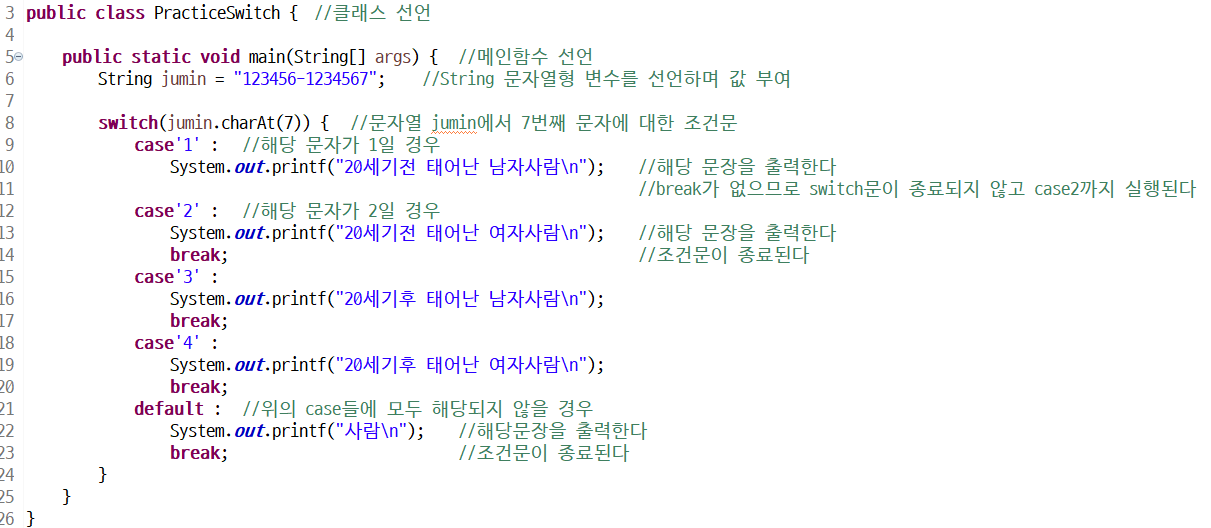 3 public class PracticeSwitch { //클래스 선언
4
5 public static void main(String[] args) { //메인함수 선언
6 String jumin = "123456-1234567"; //String 문자열형 변수를 선언하며 값 부여
7
8 switch(jumin.charAt(7)) { //문자열 jumin에서 7번째 문자에 대한 조건문
9 case'1' : //해당 문자가 1일 경우
10 System.out.printf("20세기전 태어난 남자사람\n"); //해당 문장을 출력한다
11 //break가 없으므로 switch문이 종료되지 않고 case2까지 실행된다
12 case'2' : //해당 문자가 2일 경우
13 System.out.printf("20세기전 태어난 여자사람\n"); //해당 문장을 출력한다
14 break; //조건문이 종료된다
15 case'3' :
16 System.out.printf("20세기후 태어난 남자사람\n");
17 break;
18 case'4' :
19 System.out.printf("20세기후 태어난 여자사람\n");
20 break;
21 default : //위의 case들에 모두 해당되지 않을 경우
22 System.out.printf("사람\n"); //해당문장을 출력한다
23 break; //조건문이 종료된다
24 }
25 }
26 }